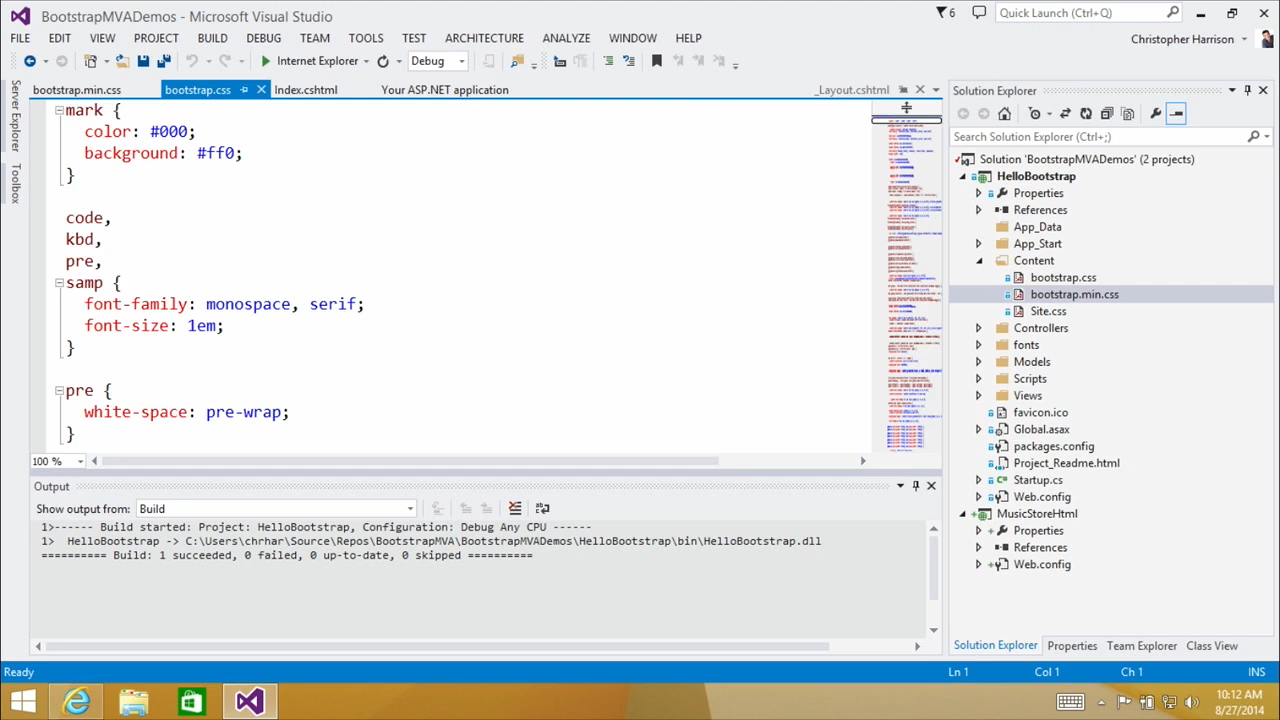 BootstrapMVADemos - Microsoft Visual Studio
6
Quick Launch (Ctrl+Q)
FILE EDIT VIEW PROJECT BUILD DEBUG TEAM TOOLS TEST ARCHITECTURE ANALYZE WINDOW HELP
Christopher Harrison
Internet Explorer
Debug
bootstrap.min.css
bootstrap.css
Index.cshtml
Your ASP.NET application
_Layout.cshtml
Server Explorer
Toolbox
mark {
color: #000;
background: #ff0;
}
code,
kbd,
pre,
samp {
font-family: monospace, serif;
font-size: 1em;
}
pre {
white-space: pre-wrap;
}
100 %
Output
Show output from: Build
1>------ Build started: Project: HelloBootstrap, Configuration: Debug Any CPU ------
1> HelloBootstrap -> C:\Users\chrhar\Source\Repos\BootstrapMVA\BootstrapMVADemos\HelloBootstrap\bin\HelloBootstrap.dll
========== Build: 1 succeeded, 0 failed, 0 up-to-date, 0 skipped ==========
Solution Explorer
Search Solution Explorer (Ctrl+;)
Solution 'BootstrapMVADemos' (2 projects)
HelloBootstrap
Properties
References
App_Data
App_Start
Content
bootstrap.css
bootstrap.min.css
Site.css
Controllers
fonts
Models
Scripts
Views
favicon.ico
Global.asax
packages.config
Project_Readme.html
Startup.cs
Web.config
MusicStoreHtml
Properties
References
Web.config
Solution Explorer Properties Team Explorer Class View
Ready
Ln 1
Col 1
Ch 1
INS
10:12 AM
8/27/2014